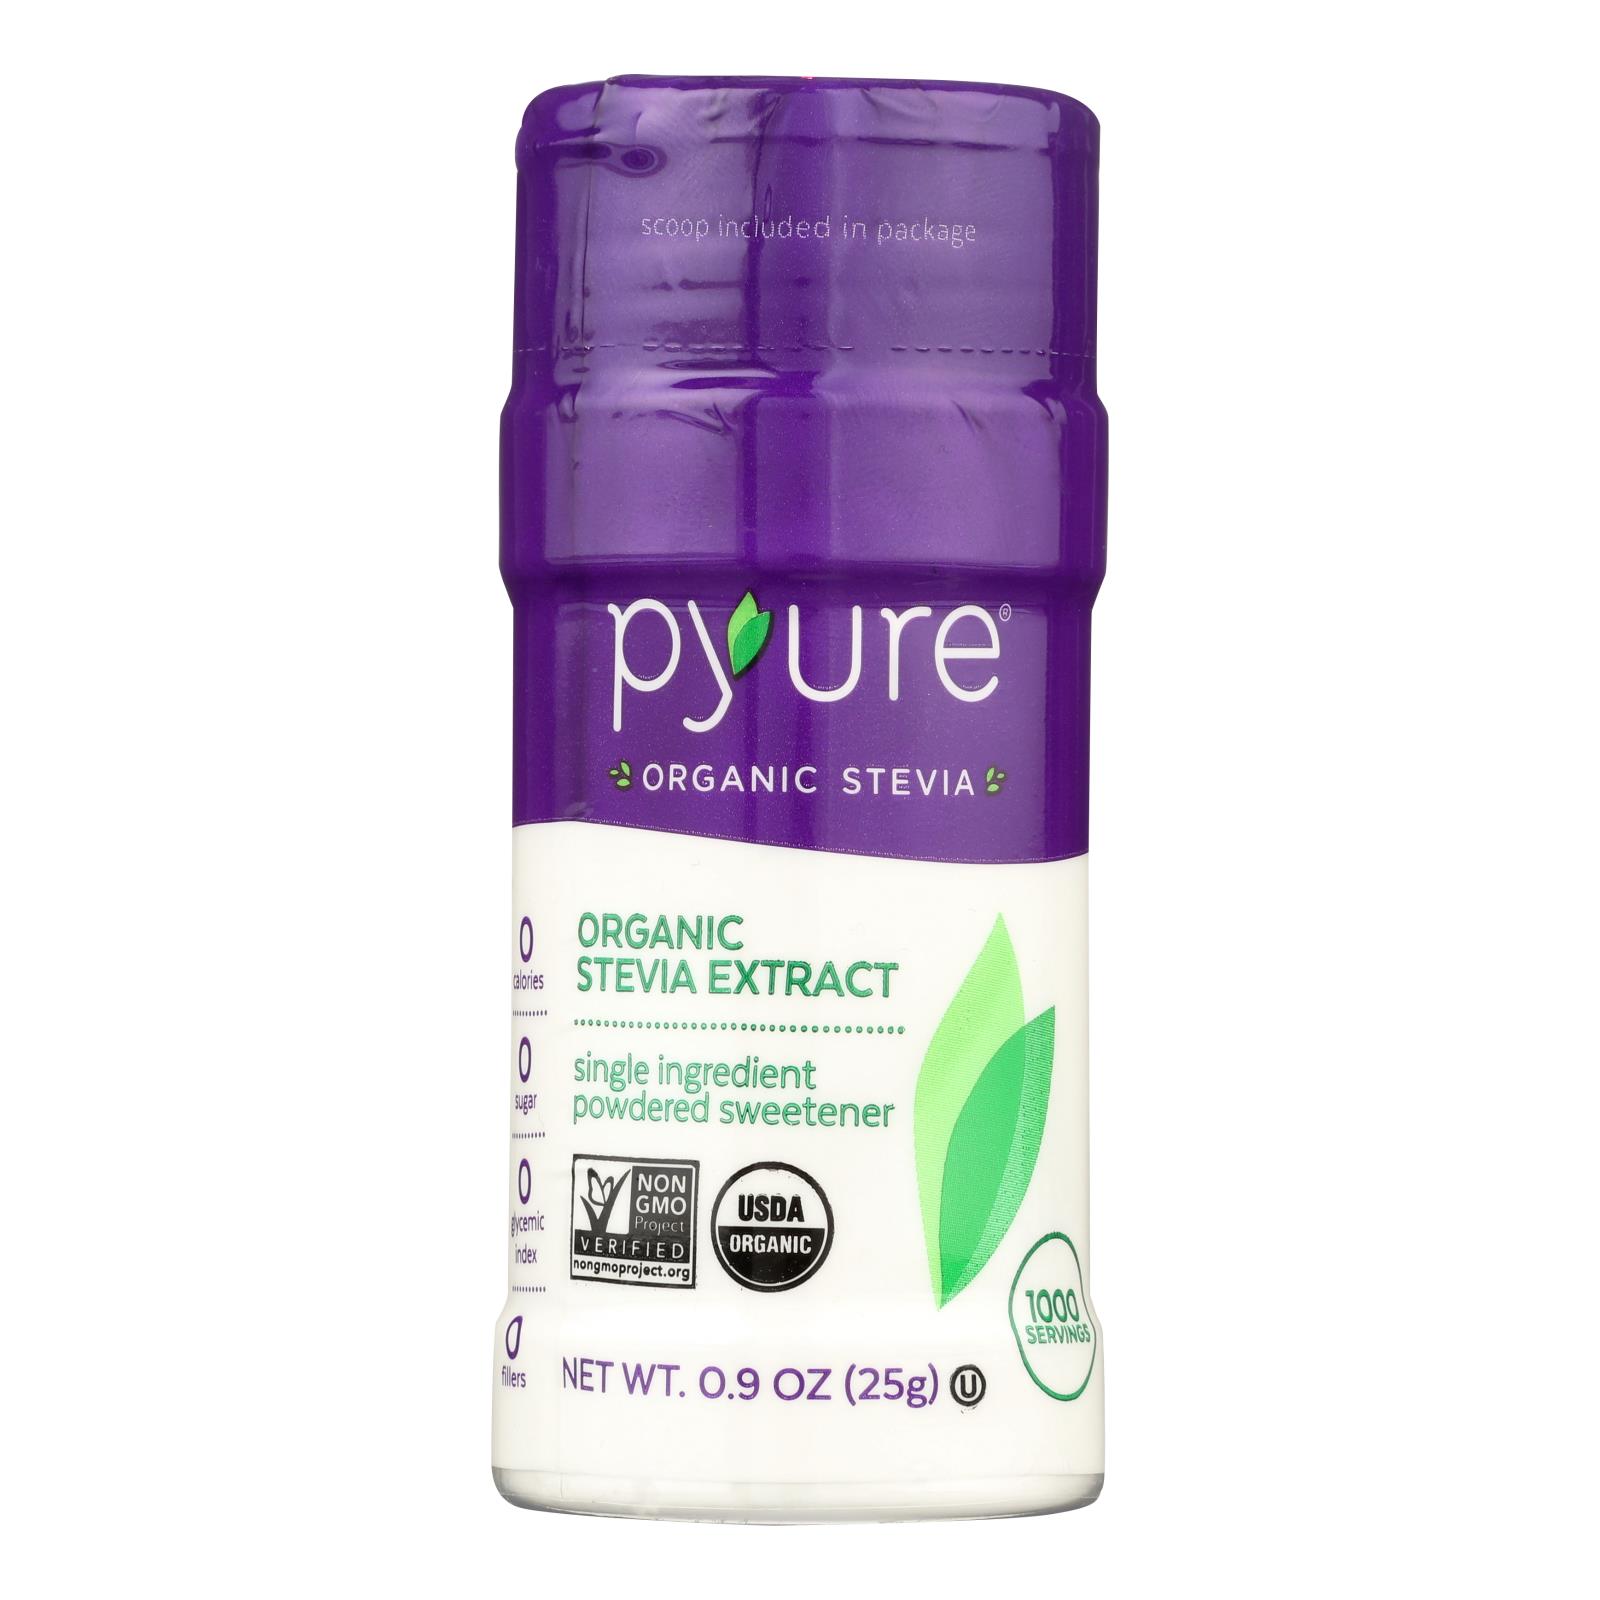 scoop included in package
pyure®
ORGANIC STEVIA
ORGANIC
STEVIA EXTRACT
single ingredient
powdered sweetener
0
calories
0
sugar
0
glycemic
index
0
fillers
NON
GMO
Project
VERIFIED
nongmoproject.org
USDA
ORGANIC
1000
SERVINGS
NET WT. 0.9 OZ (25g) U